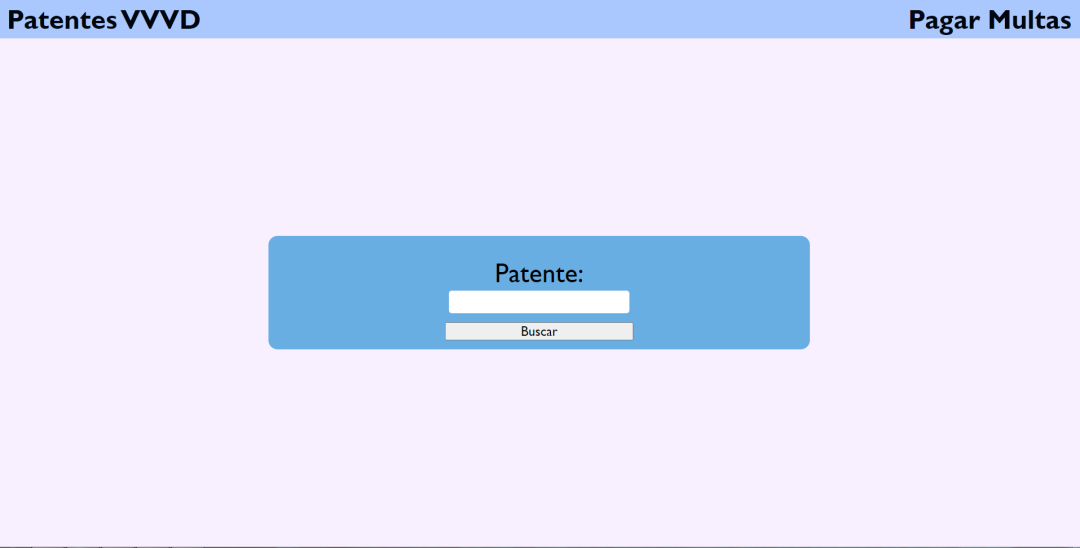 Patentes VVVD
Pagar Multas
Patente:
Buscar